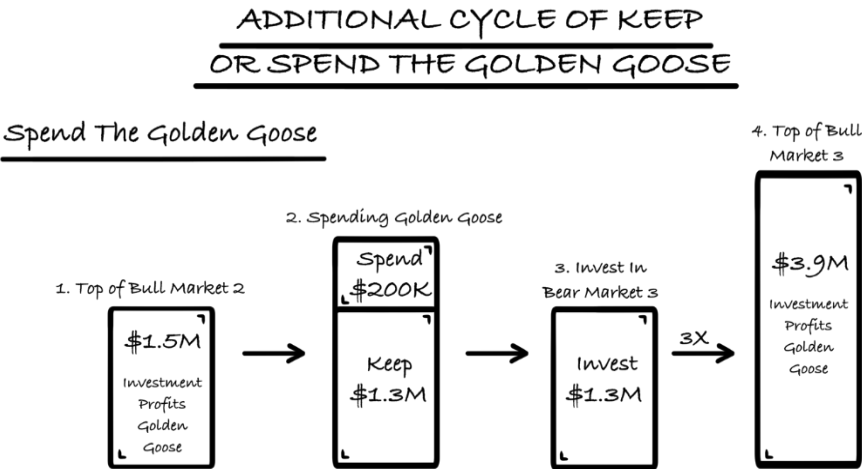 ADDITIONAL CYCLE OF KEEP
OR SPEND THE GOLDEN GOOSE
Spend The Golden Goose
1. Top of Bull Market 2
$1.5M
Investment
Profits
Golden
Goose
2. Spending Golden Goose
Spend
$200K
Keep
$1.3M
3. Invest In
Bear Market 3
Invest
$1.3M
3X
4. Top of Bull
Market 3
$3.9M
Investment
Profits
Golden
Goose